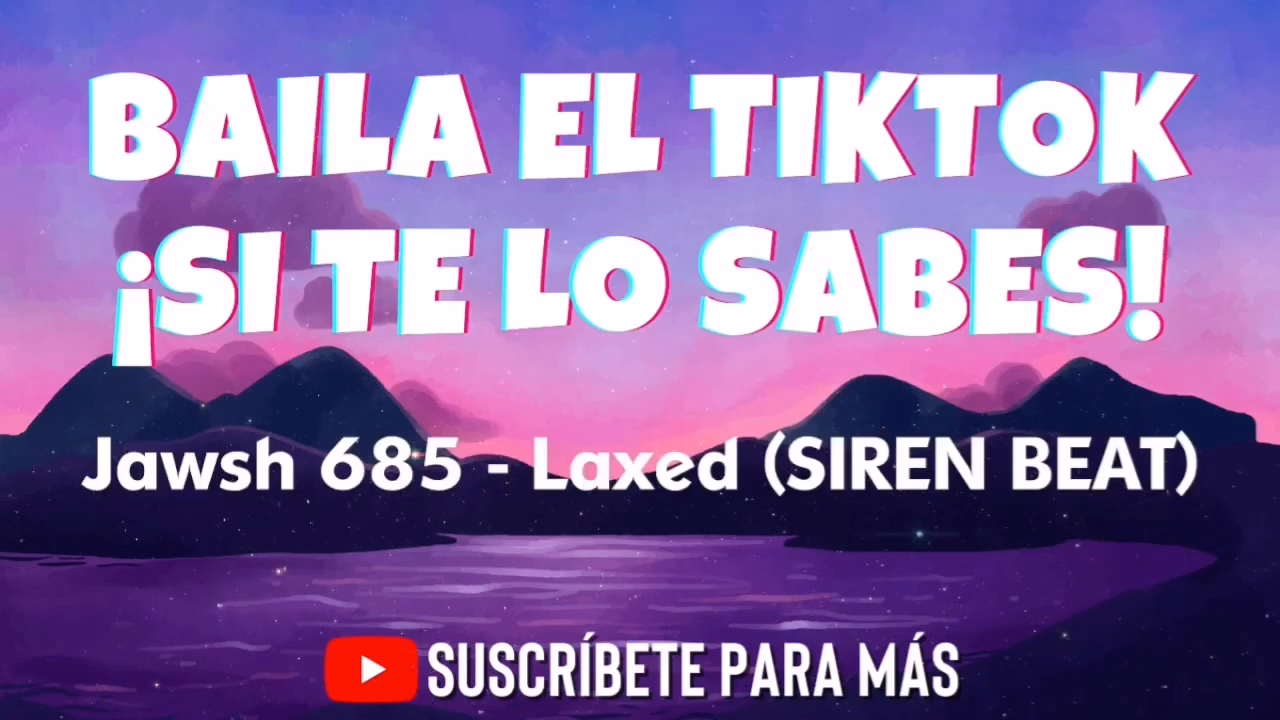 BAILA EL TIKTOK
¡SI TE LO SABES!
Jawsh 685 - Laxed (SIREN BEAT)
SUSCRÍBETE PARA MÁS